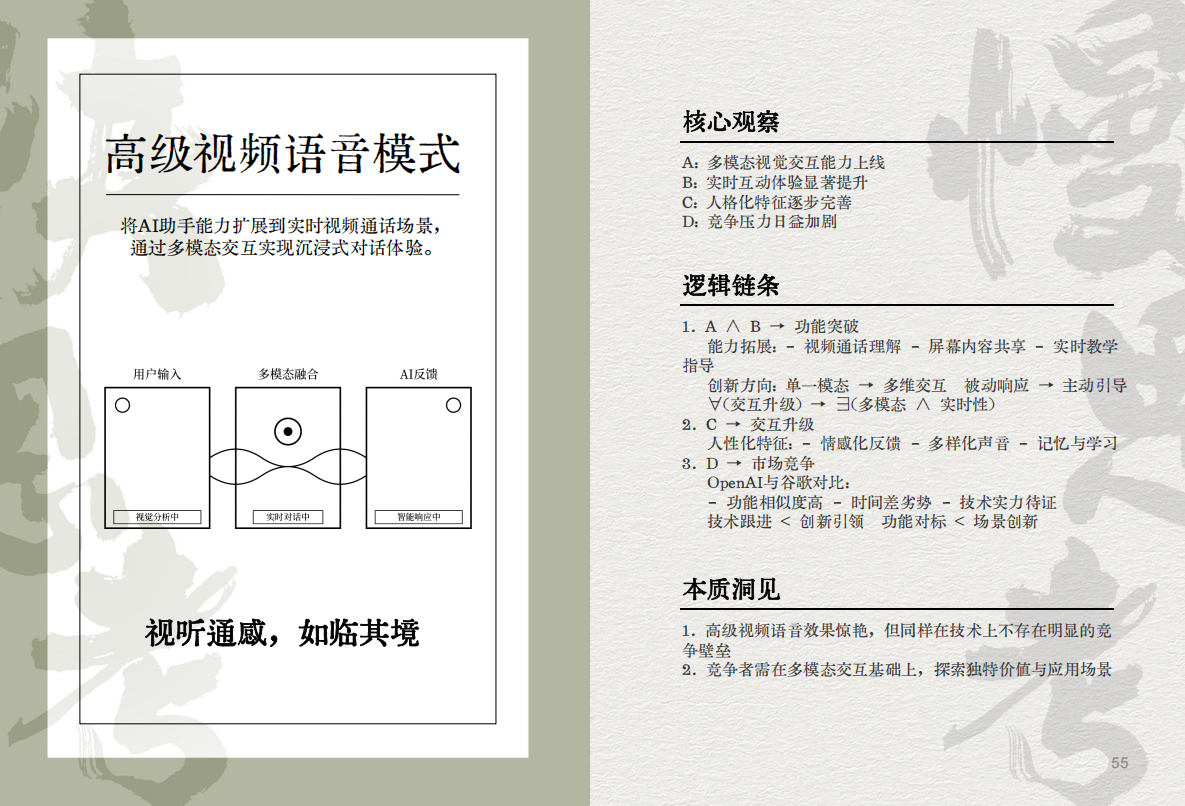 高级视频语音模式
将AI助手能力扩展到实时视频通话场景，
通过多模态交互实现沉浸式对话体验。
用户输入
多模态融合
AI反馈
视觉分析中
实时对话中
智能响应中
视听通感，如临其境
核心观察
A: 多模态视觉交互能力上线
B: 实时互动体验显著提升
C: 人格化特征逐步完善
D: 竞争压力日益加剧
逻辑链条
1. A ∧ B → 功能突破
能力拓展: - 视频通话理解 - 屏幕内容共享 - 实时教学
指导
创新方向: 单一模态 → 多维交互 被动响应 → 主动引导
∀(交互升级) → ∃(多模态 ∧ 实时性)
2. C → 交互升级
人性化特征: - 情感化反馈 - 多样化声音 - 记忆与学习
3. D → 市场竞争
OpenAI与谷歌对比:
- 功能相似度高 - 时间差劣势 - 技术实力待证
技术跟进 < 创新引领 功能对标 < 场景创新
本质洞见
1. 高级视频语音效果惊艳，但同样在技术上不存在明显的竞
争壁垒
2. 竞争者需在多模态交互基础上，探索独特价值与应用场景
55